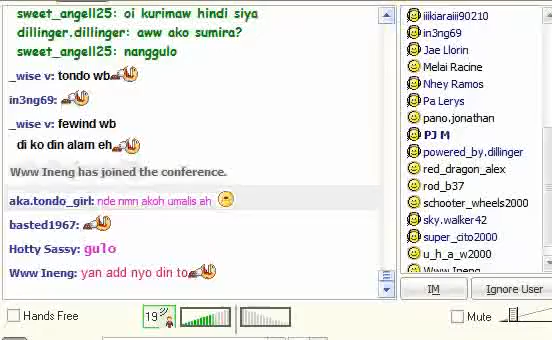 sweet_angell25: oi kurimaw hindi siya
dillinger.dillinger: aww ako sumira?
sweet_angell25: nanggulo
_wise v: tondo wb
in3ng69:
_wise v: fewind wb
di ko din alam eh
Www Ineng has joined the conference.
aka.tondo_girl: nde nmn akoh umalis ah
basted1967:
Hotty Sassy: gulo
Www Ineng: yan add nyo din to
iiikiaraiii90210
in3ng69
Jae Llorin
Melai Racine
Nhey Ramos
Pa Lerys
pano.jonathan
PJ M
powered_by.dillinger
red_dragon_alex
rod_b37
schooter_wheels2000
sky.walker42
super_cito2000
u_h_a_w2000
Www Ineng
IM
Ignore User
Hands Free
19
Mute